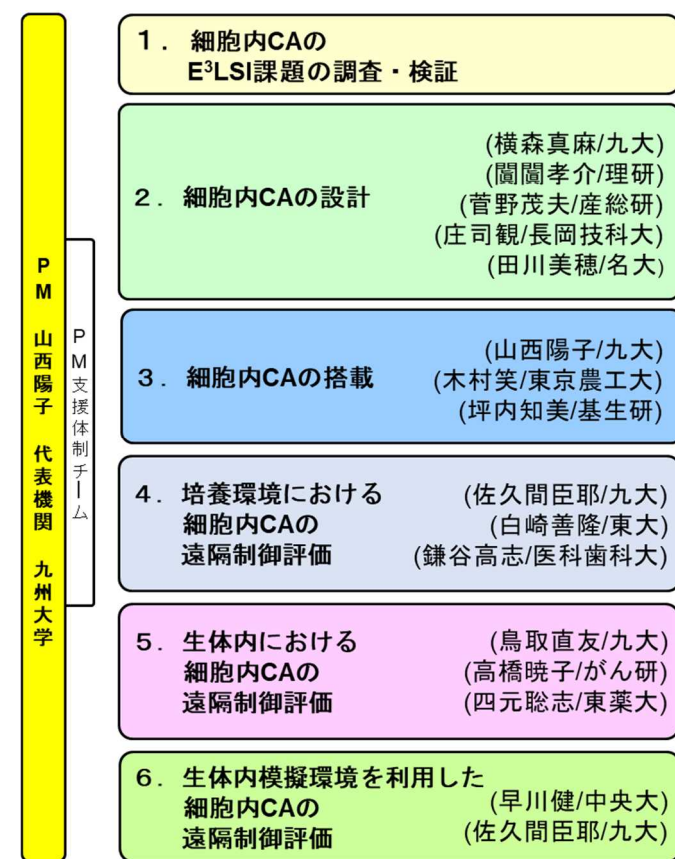 PM 山西陽子 代表機関 九州大学
PM支援体制チーム
１．細胞内CAの
E³LSI課題の調査・検証
２．細胞内CAの設計
(横森真麻/九大)
(闐闐孝介/理研)
(菅野茂夫/産総研)
(庄司観/長岡技科大)
(田川美穂/名大)
３．細胞内CAの搭載
(山西陽子/九大)
(木村笑/東京農工大)
(坪内知美/基生研)
４．培養環境における
細胞内CAの
遠隔制御評価
(佐久間臣耶/九大)
(白崎善隆/東大)
(鎌谷高志/医科歯科大)
５．生体内における
細胞内CAの
遠隔制御評価
(鳥取直友/九大)
(高橋暁子/がん研)
(四元聡志/東薬大)
６．生体内模擬環境を利用した
細胞内CAの
遠隔制御評価
(早川健/中央大)
(佐久間臣耶/九大)